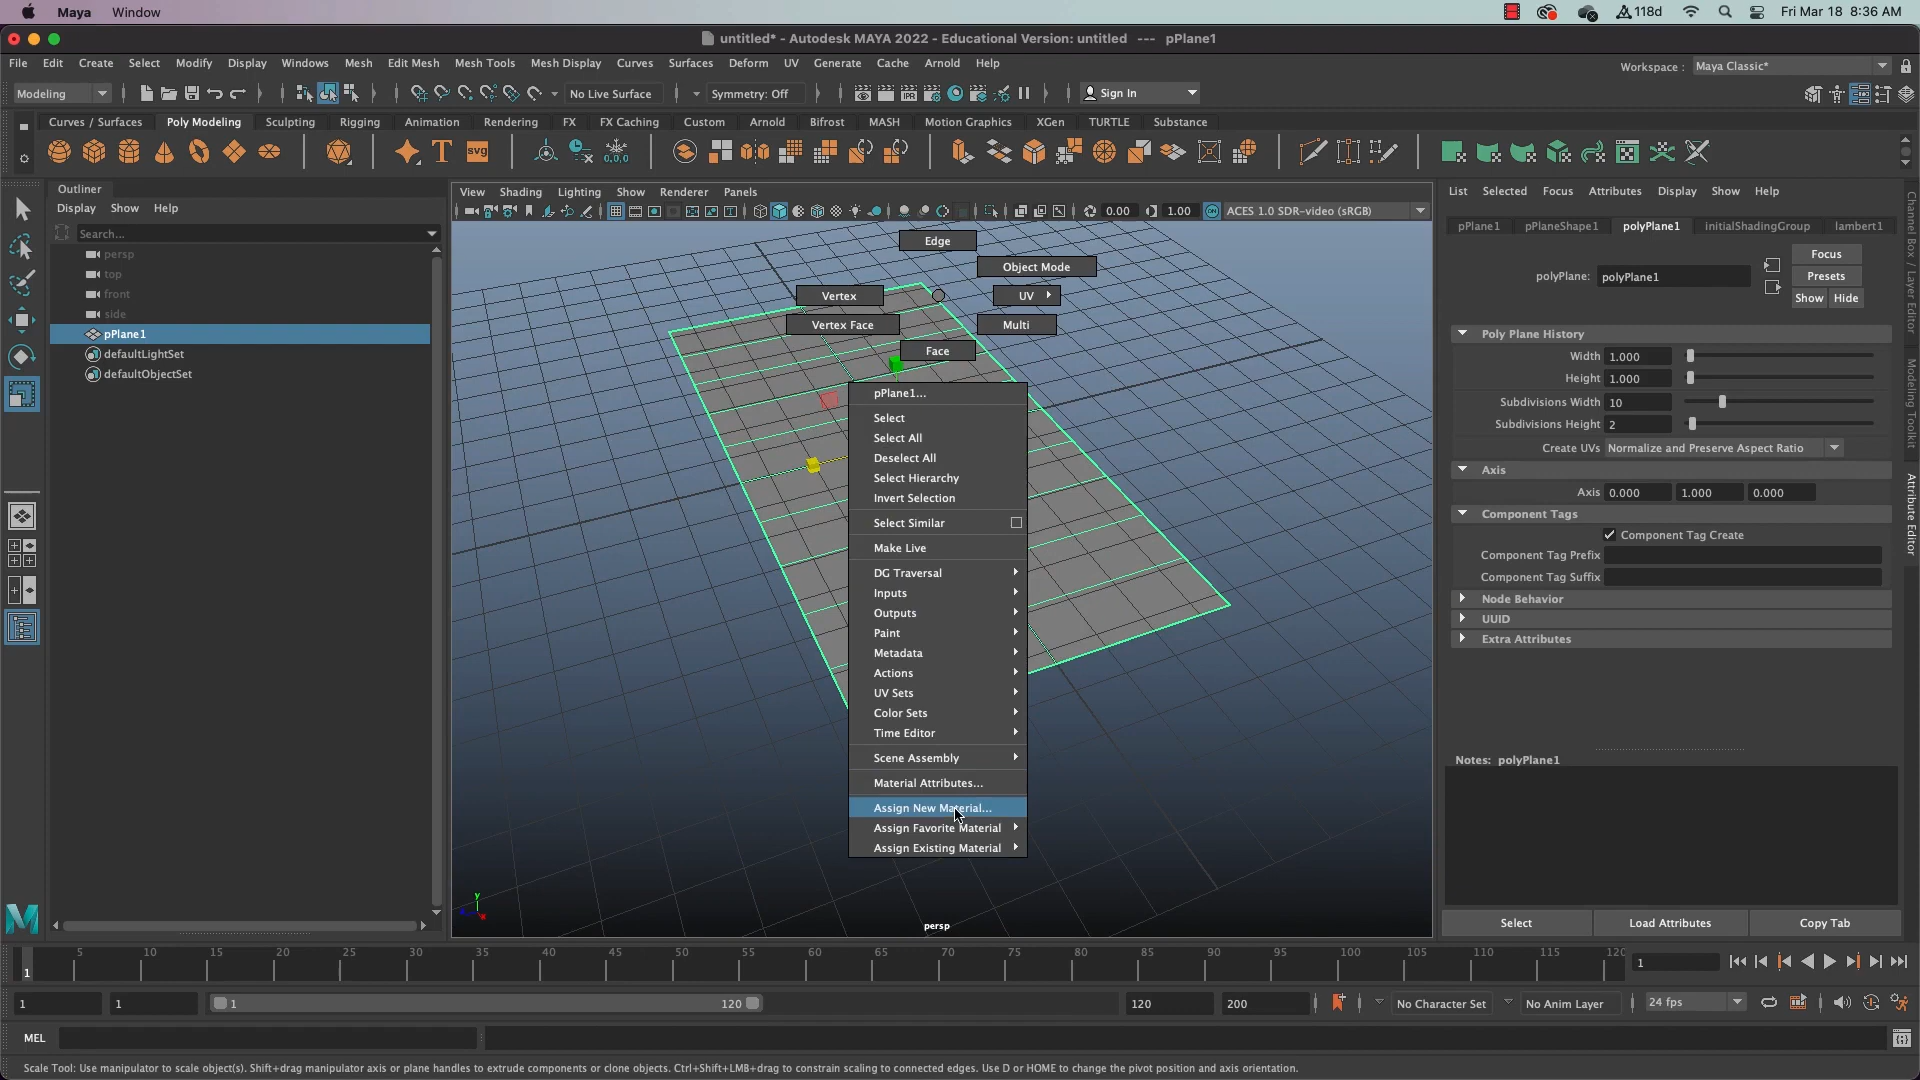 Maya Window 118d Fri Mar 18 8:36 AM
untitled* - Autodesk MAYA 2022 - Educational Version: untitled --- pPlane1
File Edit Create Select Modify Display Windows Mesh Edit Mesh Mesh Tools Mesh Display Curves Surfaces Deform UV Generate Cache Arnold Help Workspace : Maya Classic*
Modeling No Live Surface Symmetry: Off Sign In
Curves / Surfaces Poly Modeling Sculpting Rigging Animation Rendering FX FX Caching Custom Arnold Bifrost MASH Motion Graphics XGen TURTLE Substance
T svg 0,0,0
Outliner
Display Show Help
Search...
persp
top
front
side
pPlane1
defaultLightSet
defaultObjectSet
View Shading Lighting Show Renderer Panels
0.00 1.00 ACES 1.0 SDR-video (sRGB)
Edge
Object Mode
Vertex UV
Vertex Face Multi
Face
pPlane1...
Select
Select All
Deselect All
Select Hierarchy
Invert Selection
Select Similar
Make Live
DG Traversal
Inputs
Outputs
Paint
Metadata
Actions
UV Sets
Color Sets
Time Editor
Scene Assembly
Material Attributes...
Assign New Material...
Assign Favorite Material
Assign Existing Material
y
persp
List Selected Focus Attributes Display Show Help
pPlane1 pPlaneShape1 polyPlane1 initialShadingGroup lambert1
Focus
polyPlane: polyPlane1 Presets
Show Hide
Poly Plane History
Width 1.000
Height 1.000
Subdivisions Width 10
Subdivisions Height 2
Create UVs Normalize and Preserve Aspect Ratio
Axis
Axis 0.000 1.000 0.000
Component Tags
Component Tag Create
Component Tag Prefix
Component Tag Suffix
Node Behavior
UUID
Extra Attributes
Notes: polyPlane1
Select Load Attributes Copy Tab
Channel Box / Layer Editor
Modeling Toolkit
Attribute Editor
5 10 15 20 25 30 35 40 45 50 55 60 65 70 75 80 85 90 95 100 105 110 115 120
1 1
1 1 1 120 120 200 No Character Set No Anim Layer 24 fps
MEL
Scale Tool: Use manipulator to scale object(s). Shift+drag manipulator axis or plane handles to extrude components or clone objects. Ctrl+Shift+LMB+drag to constrain scaling to connected edges. Use D or HOME to change the pivot position and axis orientation.